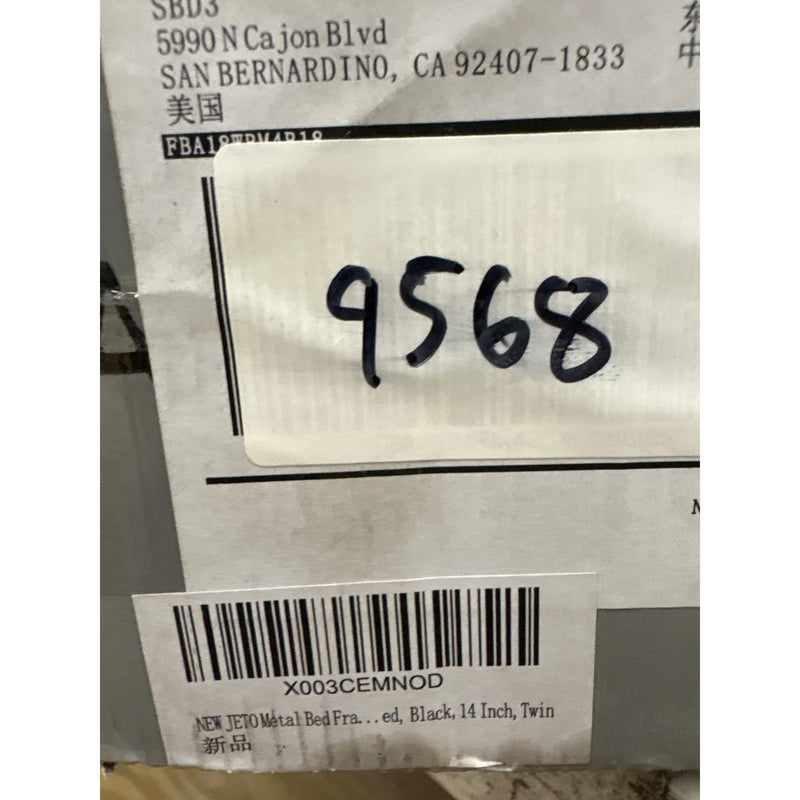 SBD3
5990 N Cajon Blvd
SAN BERNARDINO, CA 92407-1833
美国
9568
X003CEMNOD
NEW JETO Metal Bed Fra...ed, Black, 14 Inch, Twin
新品